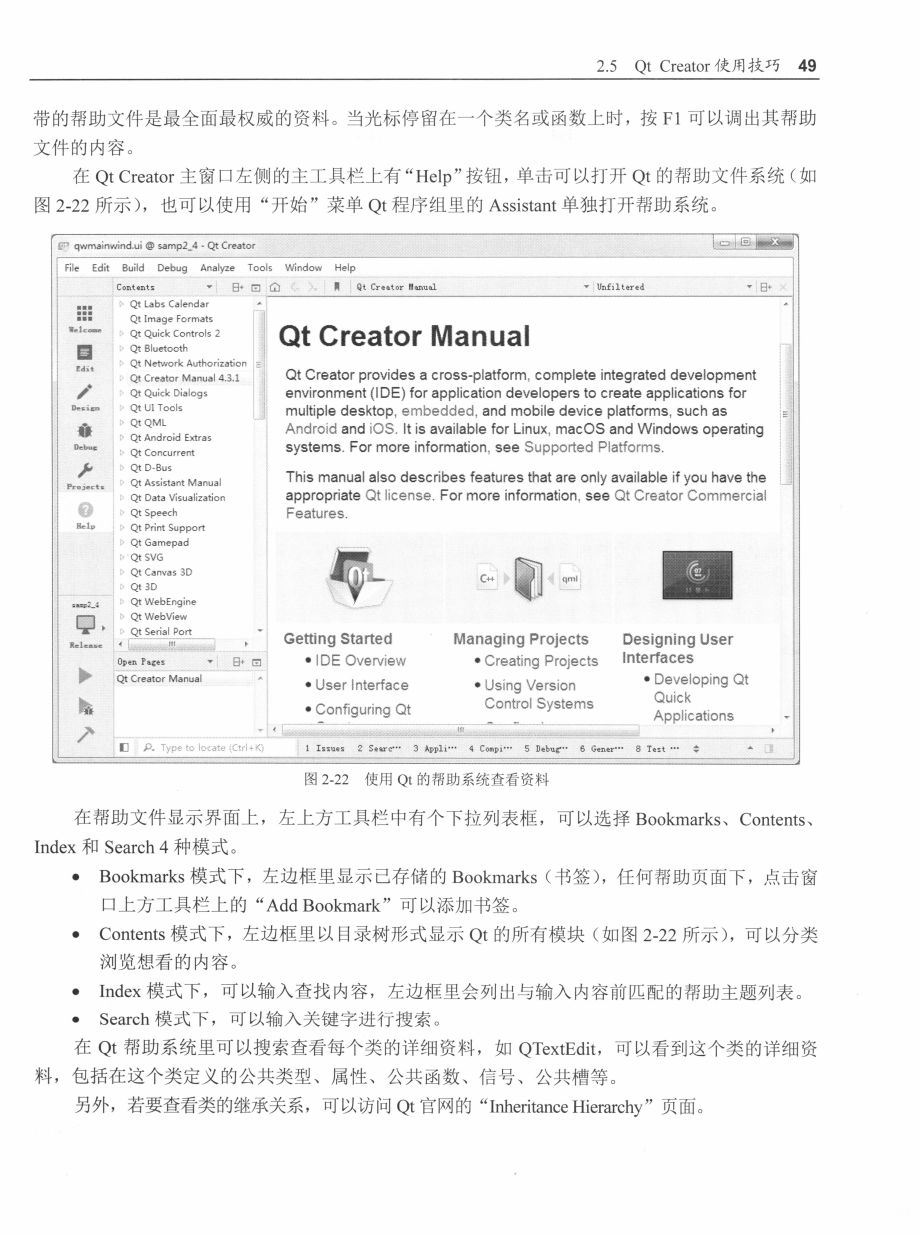 2.5 Qt Creator 使用技巧 49
带的帮助文件是最全面最权威的资料。当光标停留在一个类名或函数上时，按 F1 可以调出其帮助
文件的内容。
在 Qt Creator 主窗口左侧的主工具栏上有“Help”按钮，单击可以打开 Qt 的帮助文件系统（如
图 2-22 所示），也可以使用“开始”菜单 Qt 程序组里的 Assistant 单独打开帮助系统。
qwmainwind.ui @ samp2_4 - Qt Creator
File Edit Build Debug Analyze Tools Window Help
Contents
Qt Creator Manual
Unfiltered
Welcome
Edit
Design
Debug
Projects
Help
samp2_4
Release
Qt Labs Calendar
Qt Image Formats
Qt Quick Controls 2
Qt Bluetooth
Qt Network Authorization
Qt Creator Manual 4.3.1
Qt Quick Dialogs
Qt UI Tools
Qt QML
Qt Android Extras
Qt Concurrent
Qt D-Bus
Qt Assistant Manual
Qt Data Visualization
Qt Speech
Qt Print Support
Qt Gamepad
Qt SVG
Qt Canvas 3D
Qt 3D
Qt WebEngine
Qt WebView
Qt Serial Port
Open Pages
Qt Creator Manual
Qt Creator Manual
Qt Creator provides a cross-platform, complete integrated development
environment (IDE) for application developers to create applications for
multiple desktop, embedded, and mobile device platforms, such as
Android and iOS. It is available for Linux, macOS and Windows operating
systems. For more information, see Supported Platforms.
This manual also describes features that are only available if you have the
appropriate Qt license. For more information, see Qt Creator Commercial
Features.
Qt
C++
qml
Getting Started
• IDE Overview
• User Interface
• Configuring Qt
Managing Projects
• Creating Projects
• Using Version
Control Systems
Designing User
Interfaces
• Developing Qt
Quick
Applications
Type to locate (Ctrl+K)
1 Issues 2 Searc… 3 Appli… 4 Compi… 5 Debug… 6 Gener… 8 Test …
图 2-22 使用 Qt 的帮助系统查看资料
在帮助文件显示界面上，左上方工具栏中有个下拉列表框，可以选择 Bookmarks、Contents、
Index 和 Search 4 种模式。
• Bookmarks 模式下，左边框里显示已存储的 Bookmarks（书签），任何帮助页面下，点击窗
口上方工具栏上的“Add Bookmark”可以添加书签。
• Contents 模式下，左边框里以目录树形式显示 Qt 的所有模块（如图 2-22 所示），可以分类
浏览想看的内容。
• Index 模式下，可以输入查找内容，左边框里会列出与输入内容前匹配的帮助主题列表。
• Search 模式下，可以输入关键字进行搜索。
在 Qt 帮助系统里可以搜索查看每个类的详细资料，如 QTextEdit，可以看到这个类的详细资
料，包括在这个类定义的公共类型、属性、公共函数、信号、公共槽等。
另外，若要查看类的继承关系，可以访问 Qt 官网的“Inheritance Hierarchy”页面。